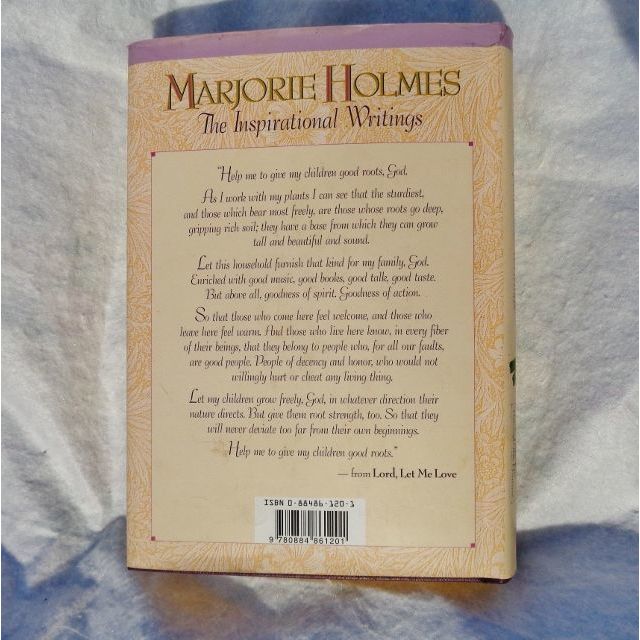 MARJORIE HOLMES
The Inspirational Writings
"Help me to give my children good roots, God.
As I work with my plants I can see that the sturdiest,
and those which bear most freely, are those whose roots go deep,
gripping rich soil; they have a base from which they can grow
tall and beautiful and sound.
Let this household furnish that kind for my family, God.
Enriched with good music, good books, good talk, good taste.
But above all, goodness of spirit. Goodness of action.
So that those who come here feel welcome, and those who
leave here feel warm. And those who live here know, in every fiber
of their beings, that they belong to people who, for all our faults,
are good people. People of decency and honor, who would not
willingly hurt or cheat any living thing.
Let my children grow freely, God, in whatever direction their
nature directs. But give them root strength, too. So that they
will never deviate too far from their own beginnings.
Help me to give my children good roots."
— from Lord, Let Me Love
ISBN 0-88486-120-1
9 780884 861201